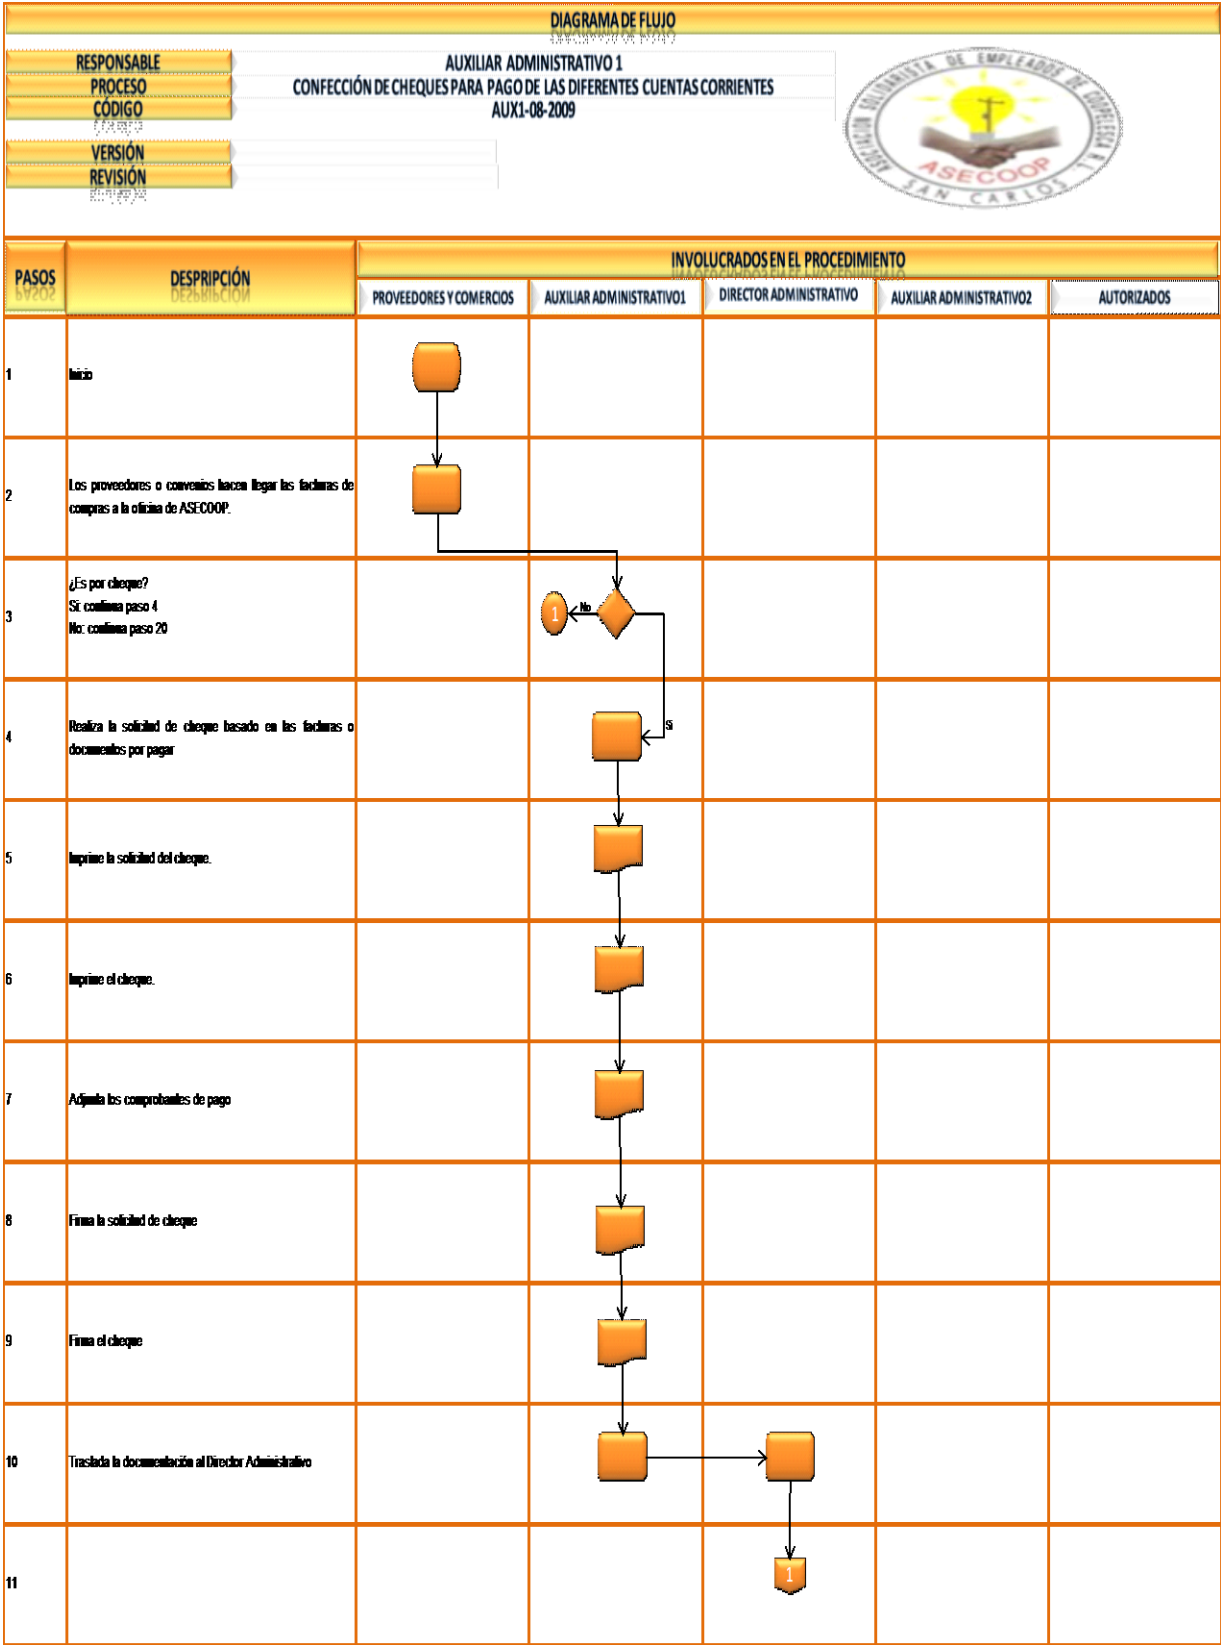 DIAGRAMA DE FLUJO
RESPONSABLE
AUXILIAR ADMINISTRATIVO 1
PROCESO
CONFECCIÓN DE CHEQUES PARA PAGO DE LAS DIFERENTES CUENTAS CORRIENTES
CÓDIGO
AUX1-08-2009
VERSIÓN
REVISIÓN
ASOCIACION SOLIDARISTA DE EMPLEADOS DE COOPELESCA R.L.
ASECOOP
SAN CARLOS
PASOS
DESPRIPCIÓN
INVOLUCRADOS EN EL PROCEDIMIENTO
PROVEEDORES Y COMERCIOS
AUXILIAR ADMINISTRATIVO1
DIRECTOR ADMINISTRATIVO
AUXILIAR ADMINISTRATIVO2
AUTORIZADOS
1
Inicio
2
Los proveedores o convenios hacen llegar las facturas de
compras a la oficina de ASECOOP.
3
¿Es por cheque?
Si: continua paso 4
No: continua paso 20
1
No
4
Realiza la solicitud de cheque basado en las facturas o
documentos por pagar
Si
5
Imprime la solicitud del cheque.
6
Imprime el cheque.
7
Adjunta los comprobantes de pago
8
Firma la solicitud de cheque
9
Firma el cheque
10
Traslada la documentación al Director Administrativo
11
1